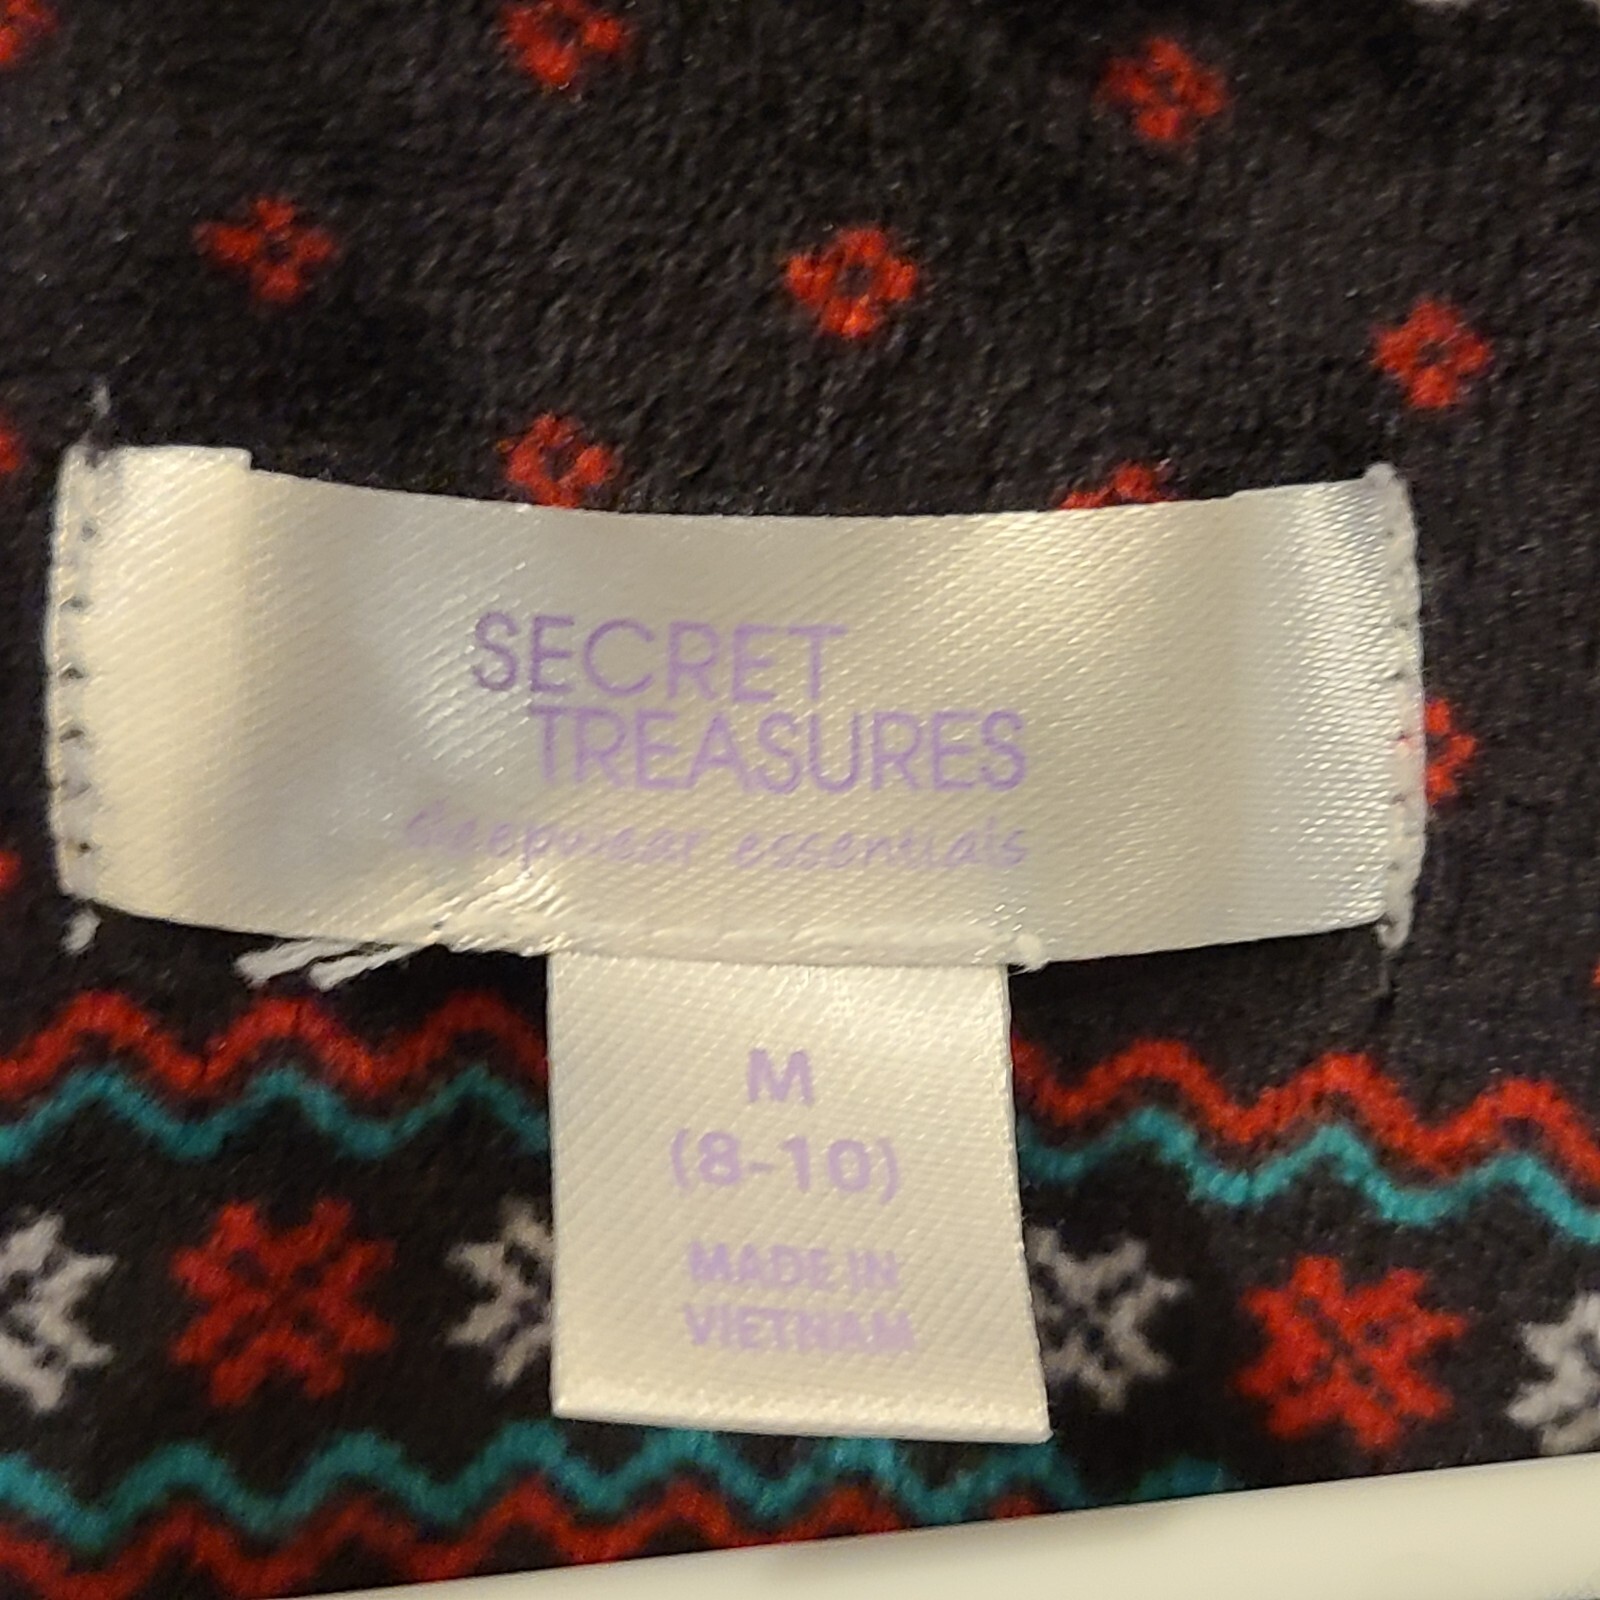 SECRET
TREASURES
sleepwear essentials
M
(8-10)
MADE IN
VIETNAM